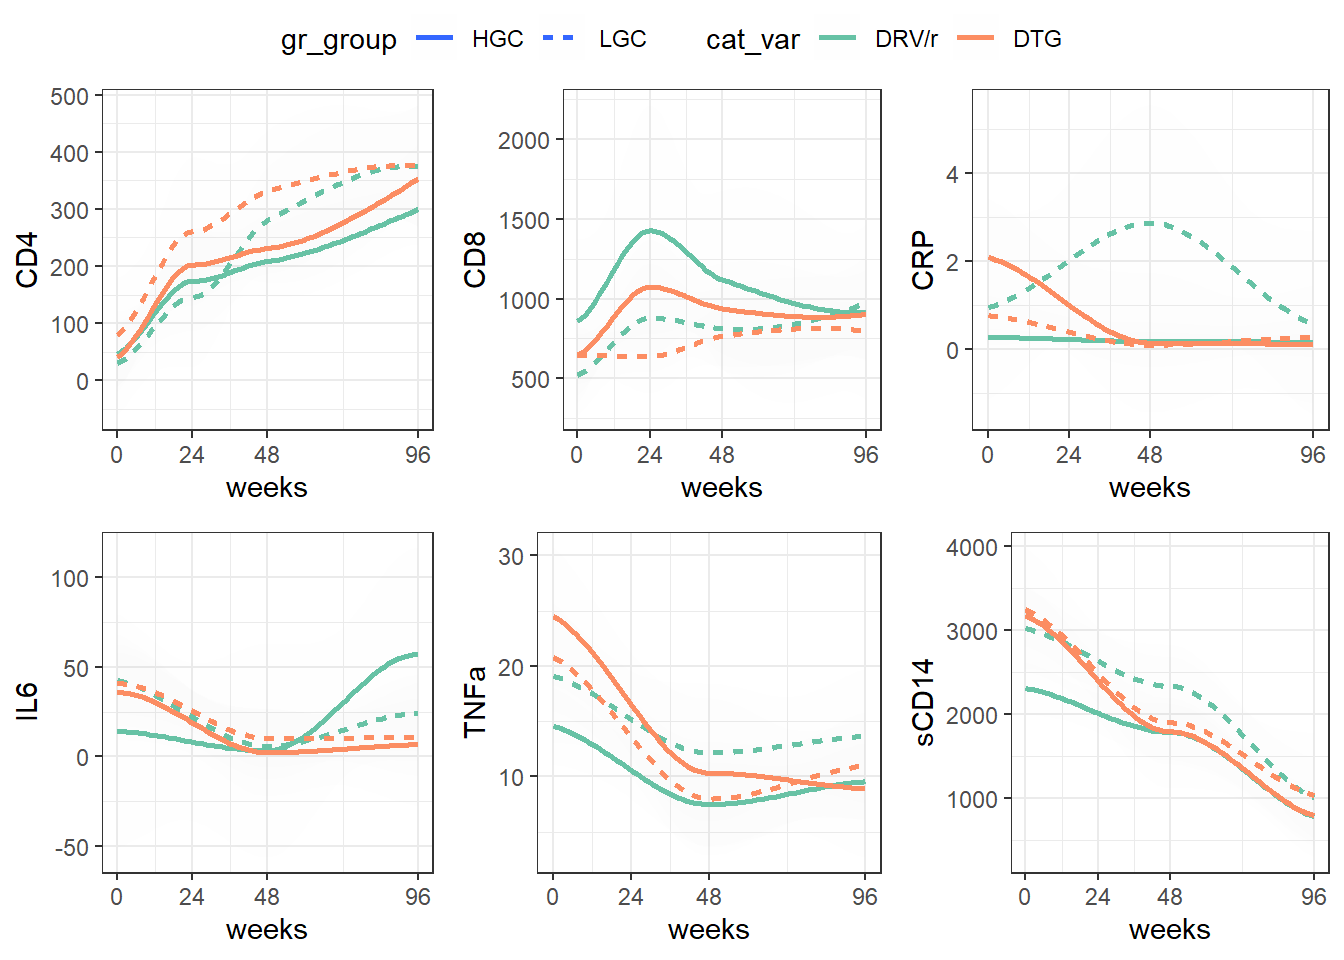 gr_group HGC LGC cat_var DRV/r DTG
CD4
500
400
300
200
100
0
0 24 48 96
weeks
CD8
2000
1500
1000
500
0 24 48 96
weeks
CRP
4
2
0
0 24 48 96
weeks
IL6
100
50
0
-50
0 24 48 96
weeks
TNFa
30
20
10
0 24 48 96
weeks
sCD14
4000
3000
2000
1000
0 24 48 96
weeks